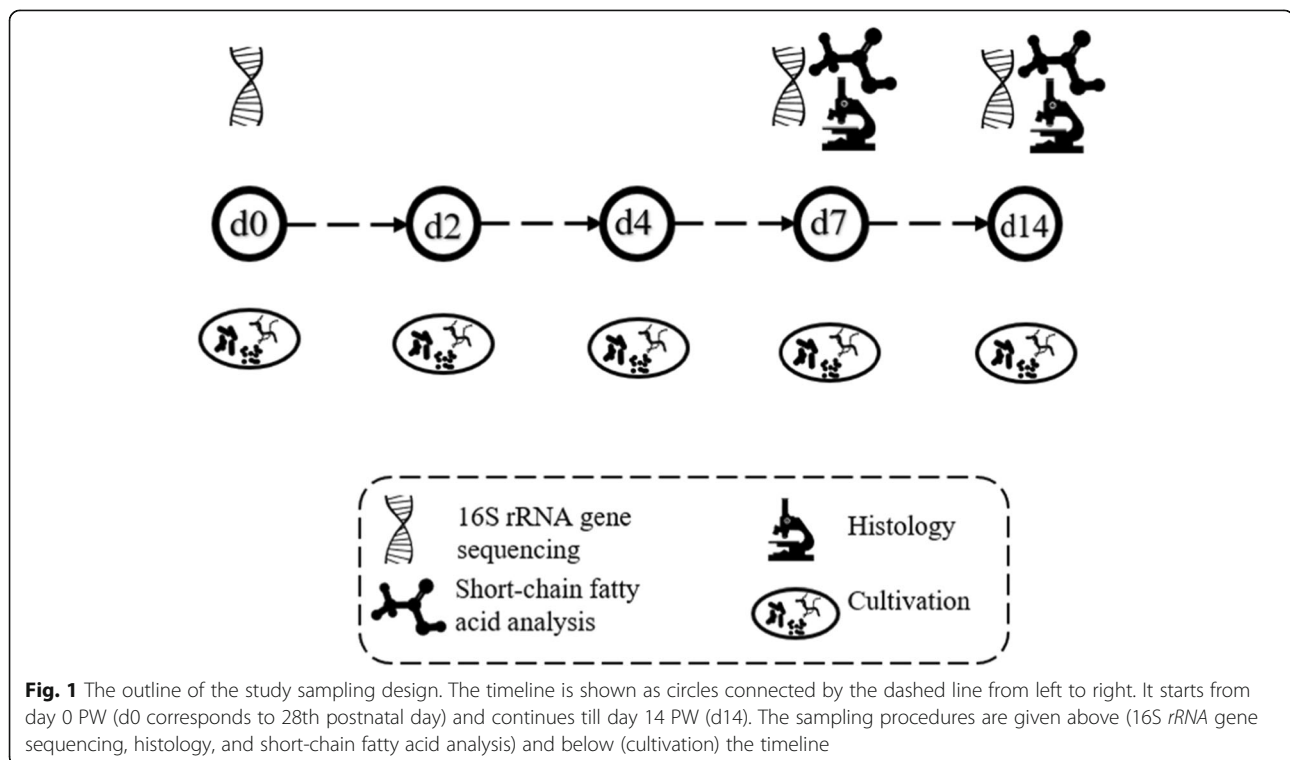 d0 d2 d4 d7 d14
16S rRNA gene
sequencing
Short-chain fatty
acid analysis
Histology
Cultivation
Fig. 1 The outline of the study sampling design. The timeline is shown as circles connected by the dashed line from left to right. It starts from
day 0 PW (d0 corresponds to 28th postnatal day) and continues till day 14 PW (d14). The sampling procedures are given above (16S rRNA gene
sequencing, histology, and short-chain fatty acid analysis) and below (cultivation) the timeline